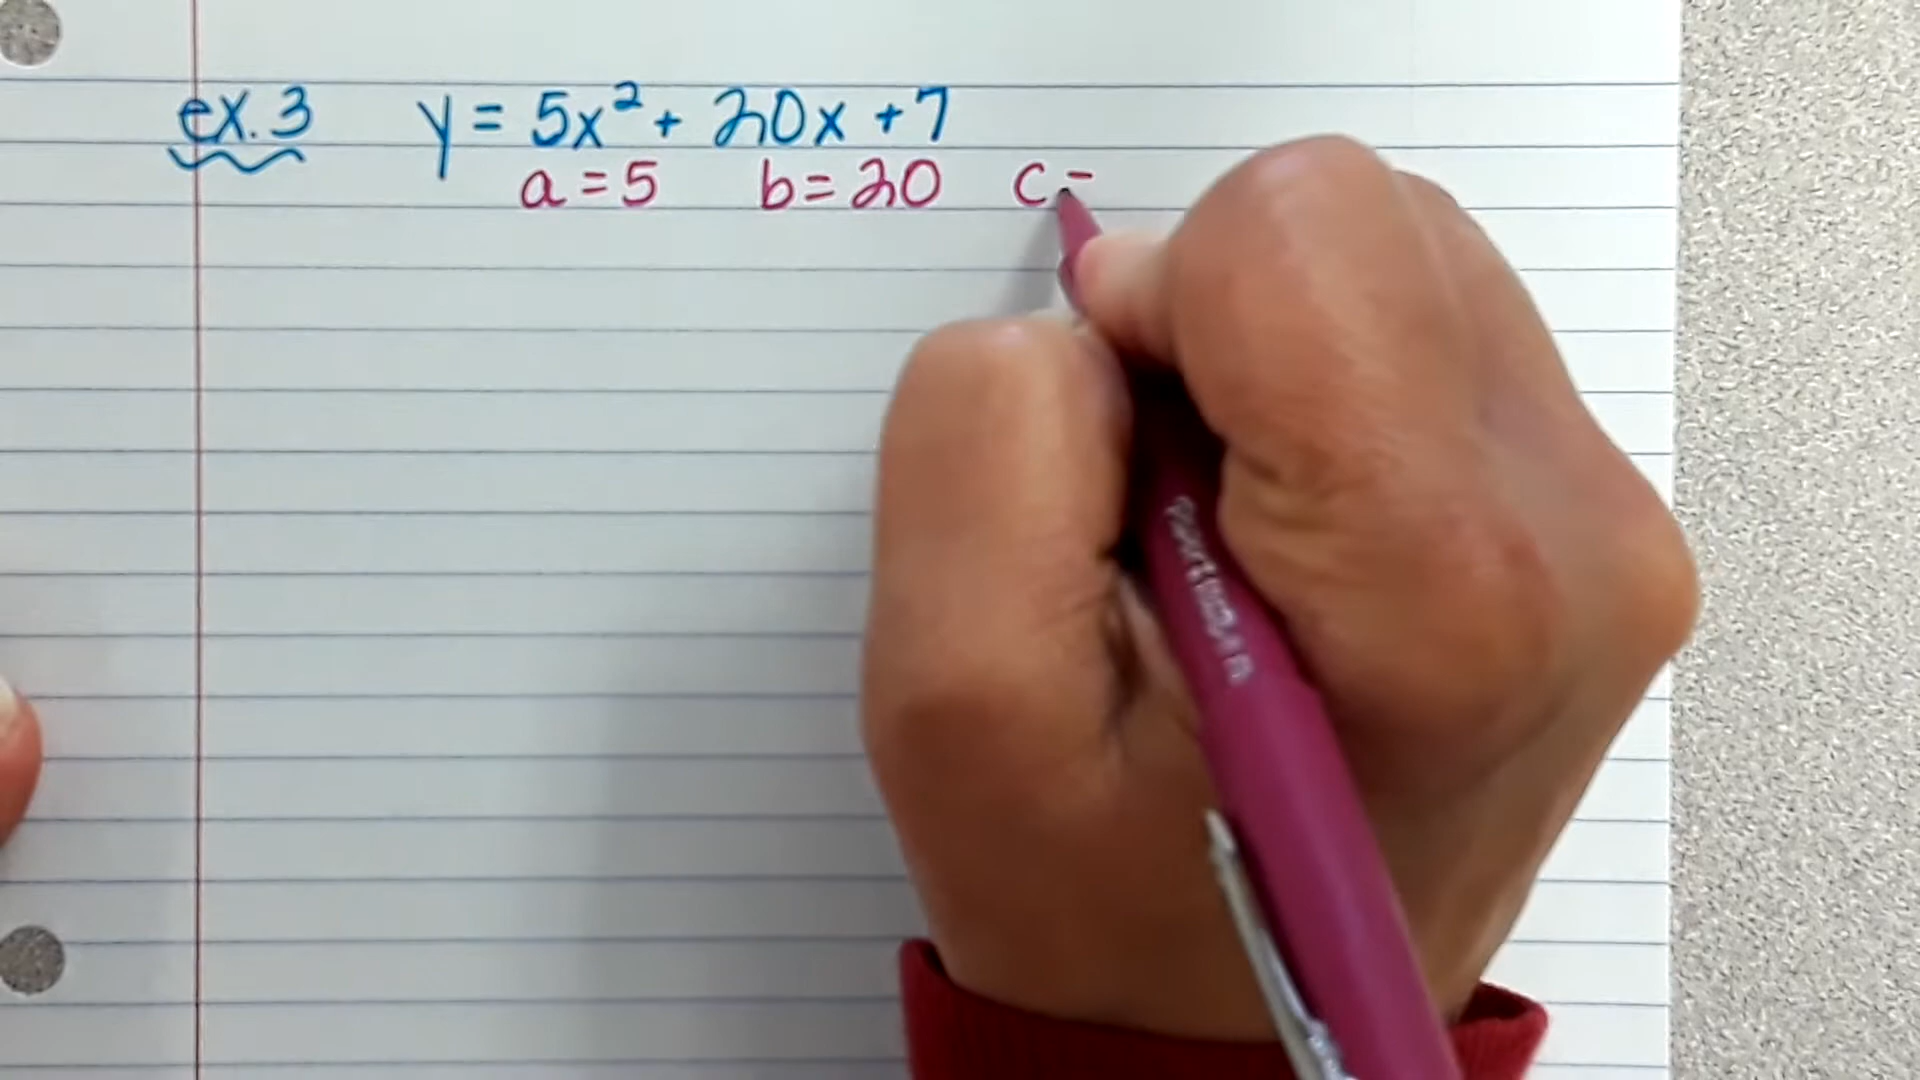 ex. 3 y = 5x² + 20x + 7
a = 5 b = 20 c =